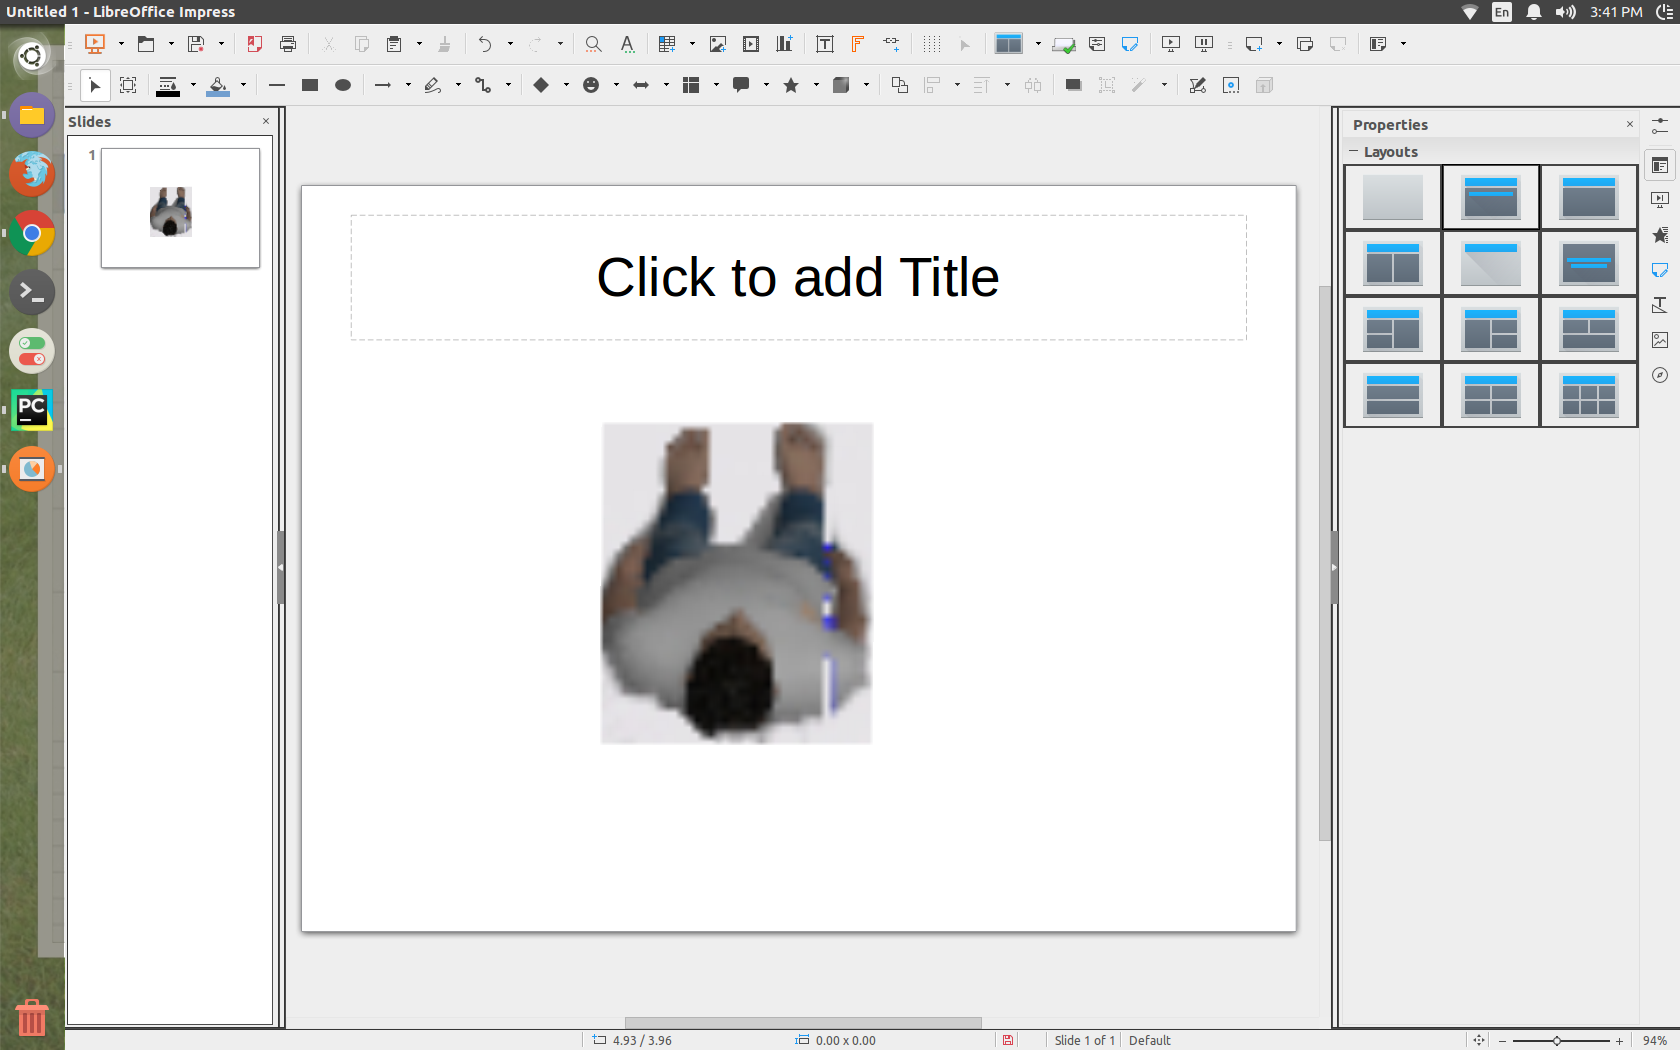 Untitled 1 - LibreOffice Impress
En
3:41 PM
Slides
1
Click to add Title
Properties
Layouts
PC
4.93 / 3.96
0.00 x 0.00
Slide 1 of 1
Default
94%